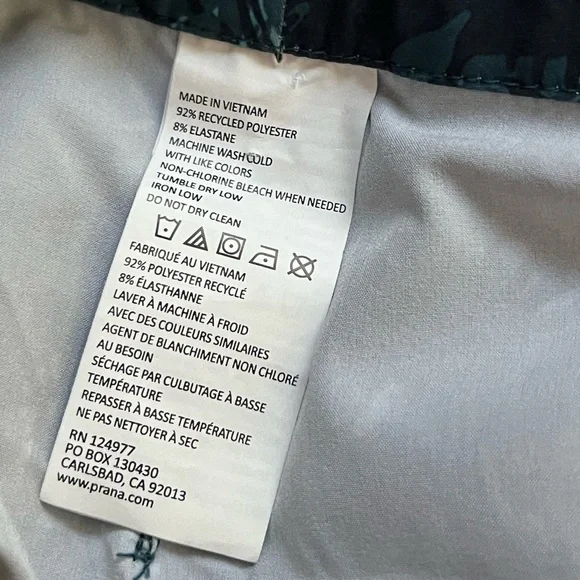 MADE IN VIETNAM
92% RECYCLED POLYESTER
8% ELASTANE
MACHINE WASH COLD
WITH LIKE COLORS
NON-CHLORINE BLEACH WHEN NEEDED
TUMBLE DRY LOW
IRON LOW
DO NOT DRY CLEAN
FABRIQUÉ AU VIETNAM
92% POLYESTER RECYCLÉ
8% ÉLASTHANNE
LAVER À MACHINE À FROID
AVEC DES COULEURS SIMILAIRES
AGENT DE BLANCHIMENT NON CHLORÉ
AU BESOIN
SÉCHAGE PAR CULBUTAGE À BASSE
TEMPÉRATURE
REPASSER À BASSE TEMPÉRATURE
NE PAS NETTOYER À SEC
RN 124977
PO BOX 130430
CARLSBAD, CA 92013
www.prana.com